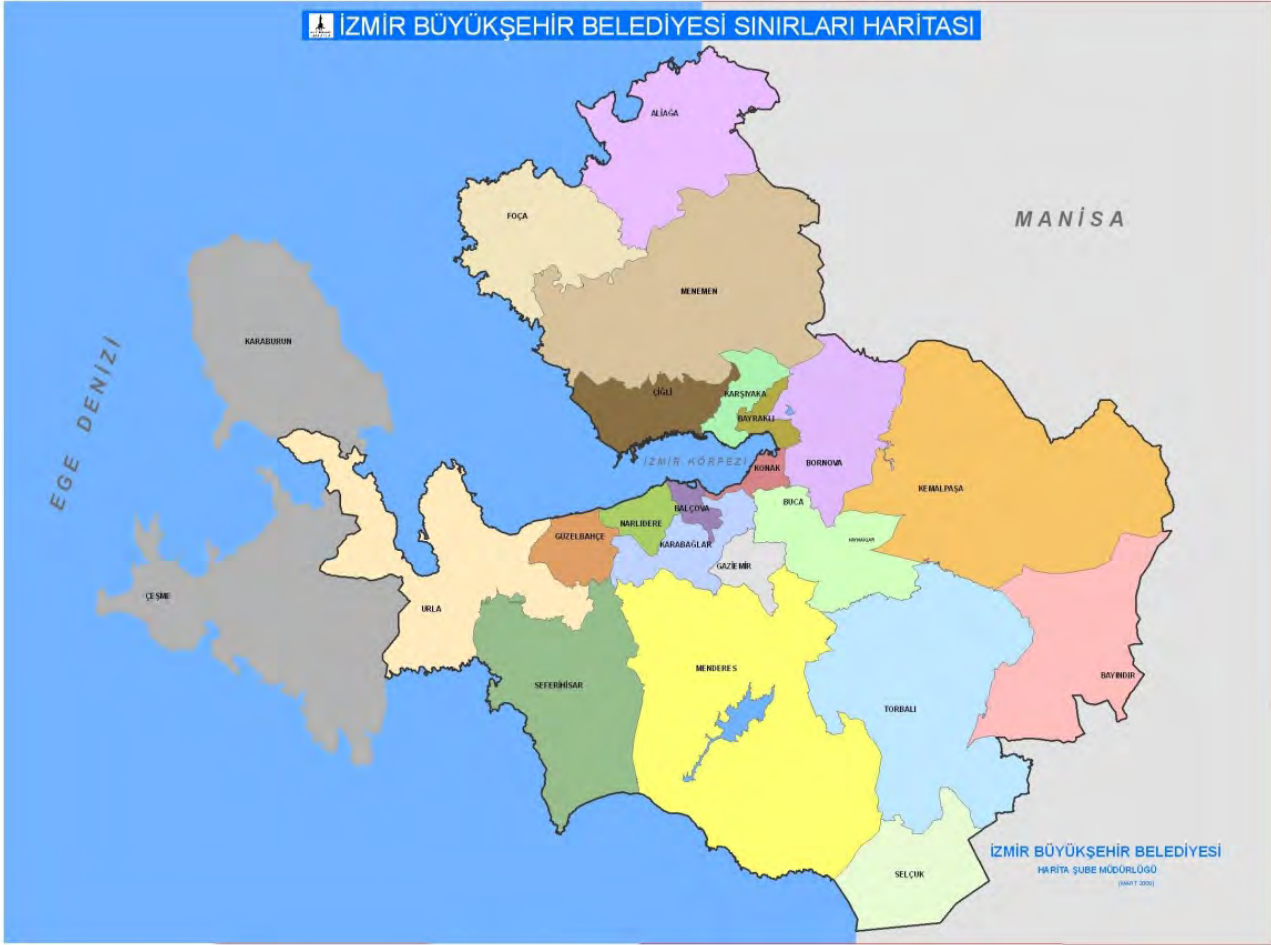 İZMİR BÜYÜKŞEHİR BELEDİYESİ SINIRLARI HARİTASI
ALİAĞA
FOÇA
MANİSA
MENEMEN
KARABURUN
EGE DENİZİ
ÇİĞLİ
KARŞIYAKA
BAYRAKLI
İZMİR KÖRFEZİ
KONAK
BORNOVA
KEMALPAŞA
BUCA
BALÇOVA
NARLIDERE
GÜZELBAHÇE
KARABAĞLAR
GAZİEMİR
ÇEŞME
URLA
SEFERİHİSAR
MENDERES
BAYINDIR
TORBALI
SELÇUK
İZMİR BÜYÜKŞEHİR BELEDİYESİ
HARİTA ŞUBE MÜDÜRLÜĞÜ
(MART 2009)